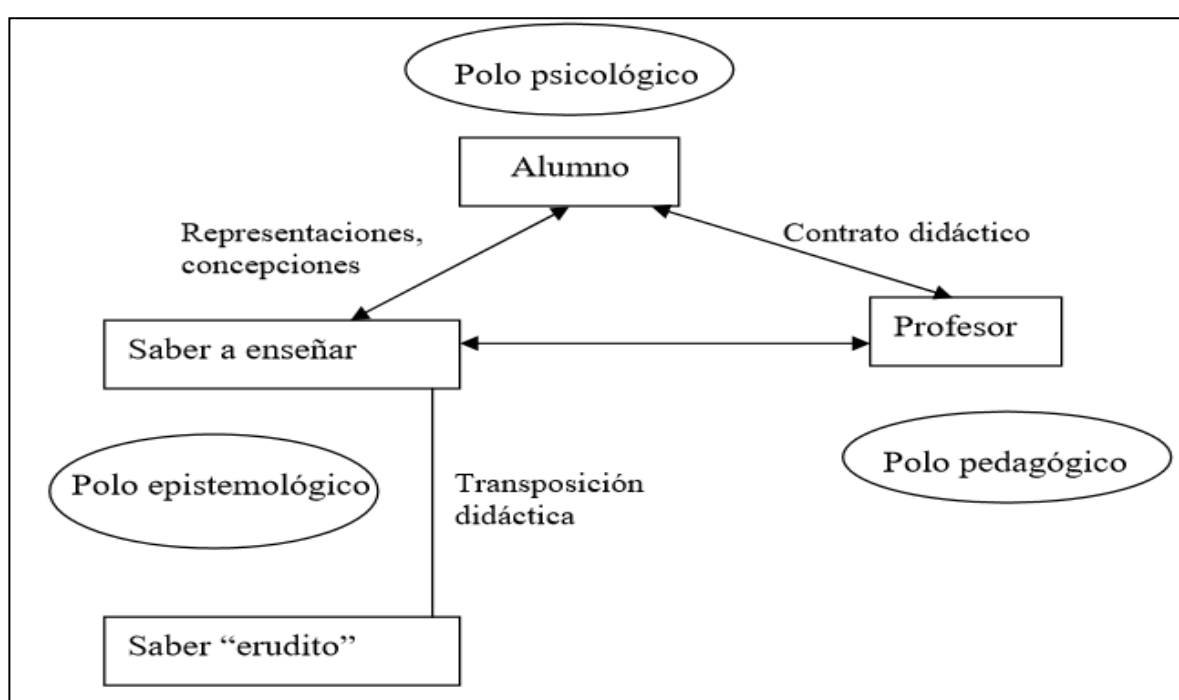 Polo psicológico
Alumno
Representaciones,
concepciones
Contrato didáctico
Saber a enseñar
Profesor
Polo epistemológico
Transposición
didáctica
Polo pedagógico
Saber “erudito”